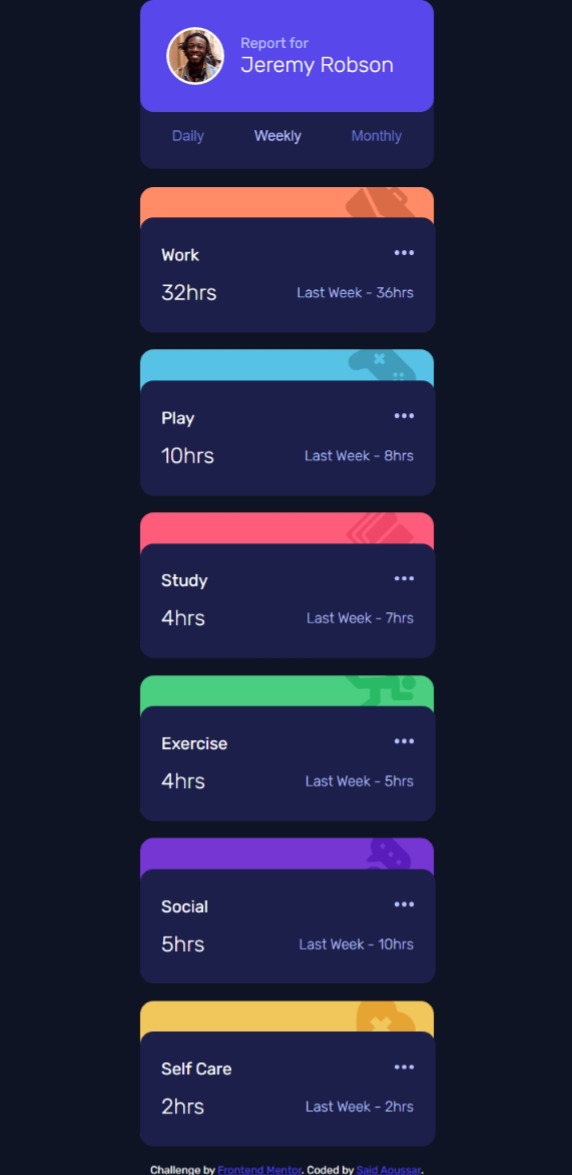 Report for
Jeremy Robson
Daily Weekly Monthly
Work
32hrs Last Week - 36hrs
Play
10hrs Last Week - 8hrs
Study
4hrs Last Week - 7hrs
Exercise
4hrs Last Week - 5hrs
Social
5hrs Last Week - 10hrs
Self Care
2hrs Last Week - 2hrs
Challenge by Frontend Mentor. Coded by Said Aoussar.